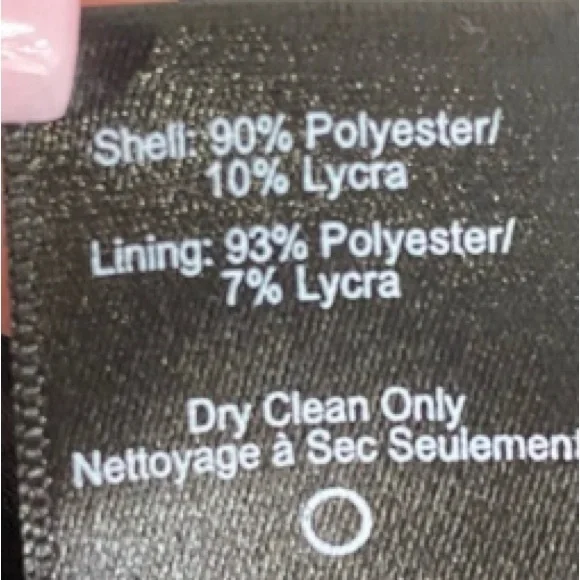 Shell: 90% Polyester/
10% Lycra
Lining: 93% Polyester/
7% Lycra
Dry Clean Only
Nettoyage à Sec Seulement